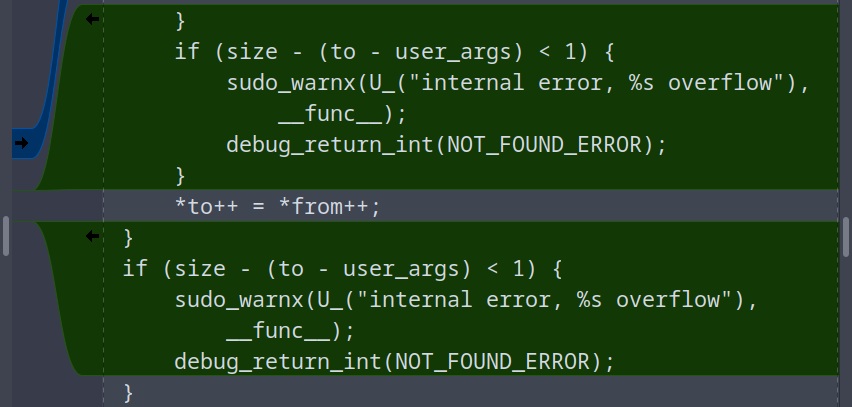 }
if (size - (to - user_args) < 1) {
sudo_warnx(U_("internal error, %s overflow"),
__func__);
debug_return_int(NOT_FOUND_ERROR);
}
*to++ = *from++;
}
if (size - (to - user_args) < 1) {
sudo_warnx(U_("internal error, %s overflow"),
__func__);
debug_return_int(NOT_FOUND_ERROR);
}